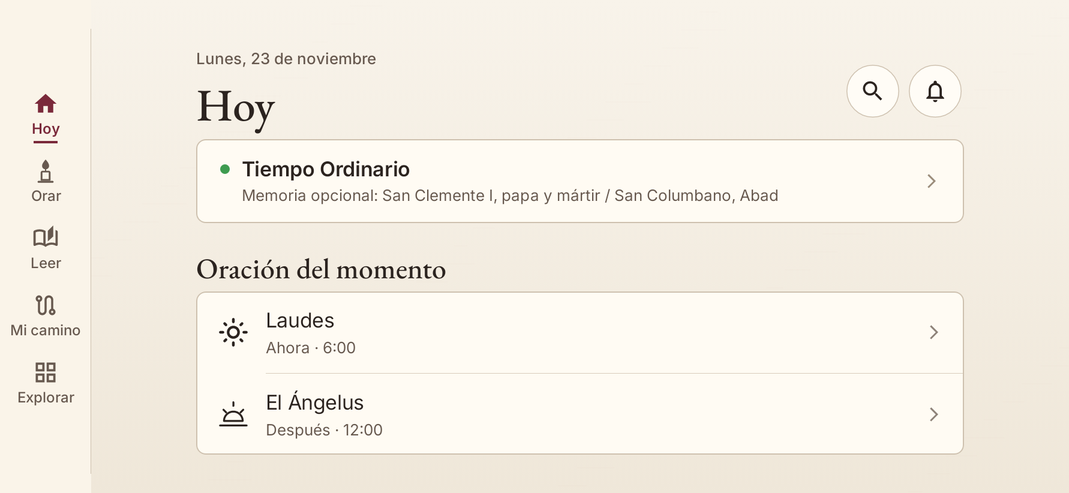 Lunes, 23 de noviembre
Hoy
Tiempo Ordinario
Memoria opcional: San Clemente I, papa y mártir / San Columbano, Abad
Oración del momento
Laudes
Ahora · 6:00
El Ángelus
Después · 12:00
Hoy
Orar
Leer
Mi camino
Explorar